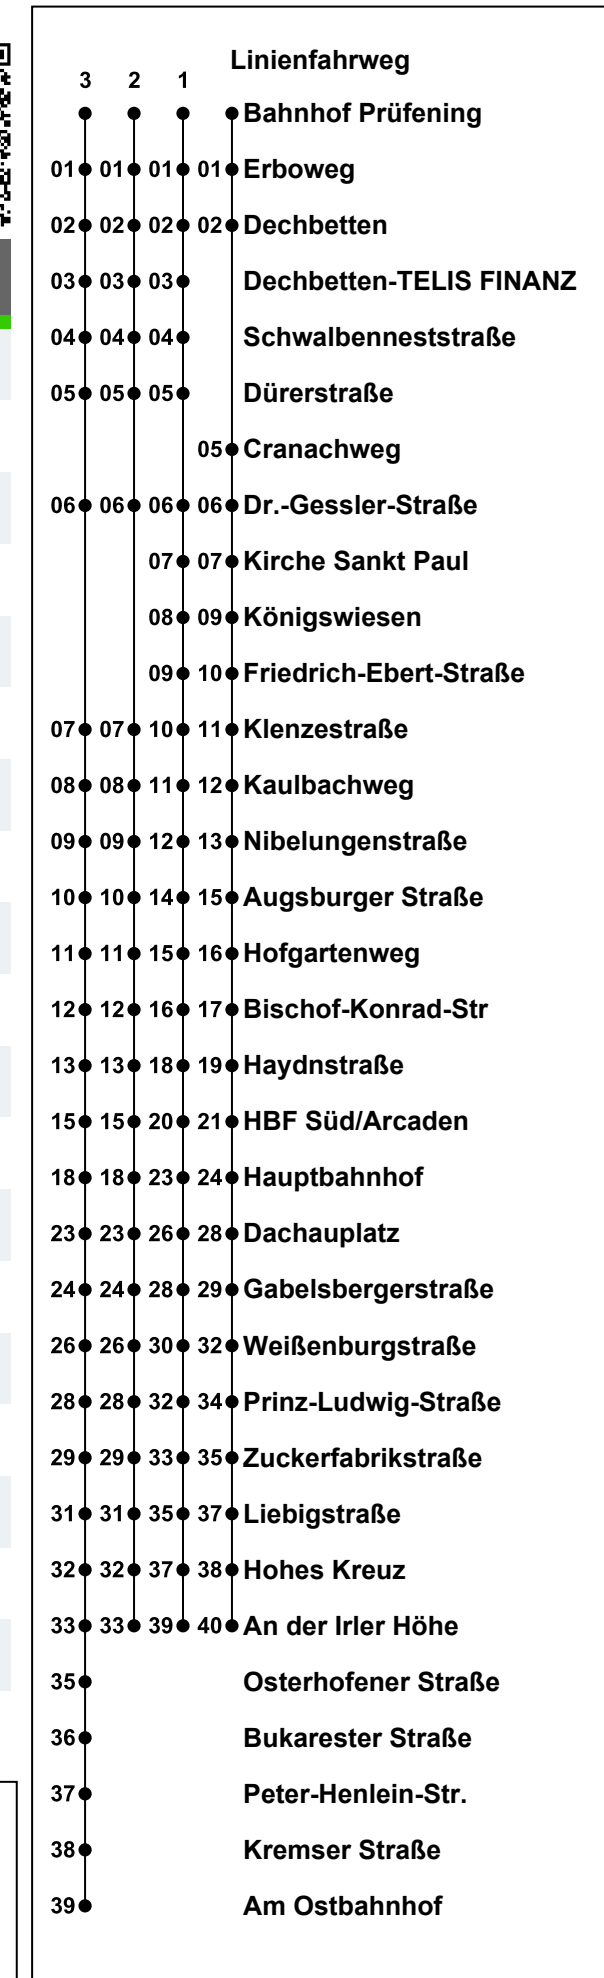 Linienfahrweg
3 2 1
Bahnhof Prüfening
01 01 01 01 Erboweg
02 02 02 02 Dechbetten
03 03 03 Dechbetten-TELIS FINANZ
04 04 04 Schwalbenneststraße
05 05 05 Dürerstraße
05 Cranachweg
06 06 06 06 Dr.-Gessler-Straße
07 07 Kirche Sankt Paul
08 09 Königswiesen
09 10 Friedrich-Ebert-Straße
07 07 10 11 Klenzestraße
08 08 11 12 Kaulbachweg
09 09 12 13 Nibelungenstraße
10 10 14 15 Augsburger Straße
11 11 15 16 Hofgartenweg
12 12 16 17 Bischof-Konrad-Str
13 13 18 19 Haydnstraße
15 15 20 21 HBF Süd/Arcaden
18 18 23 24 Hauptbahnhof
23 23 26 28 Dachauplatz
24 24 28 29 Gabelsbergerstraße
26 26 30 32 Weißenburgstraße
28 28 32 34 Prinz-Ludwig-Straße
29 29 33 35 Zuckerfabrikstraße
31 31 35 37 Liebigstraße
32 32 37 38 Hohes Kreuz
33 33 39 40 An der Irler Höhe
35 Osterhofener Straße
36 Bukarester Straße
37 Peter-Henlein-Str.
38 Kremser Straße
39 Am Ostbahnhof